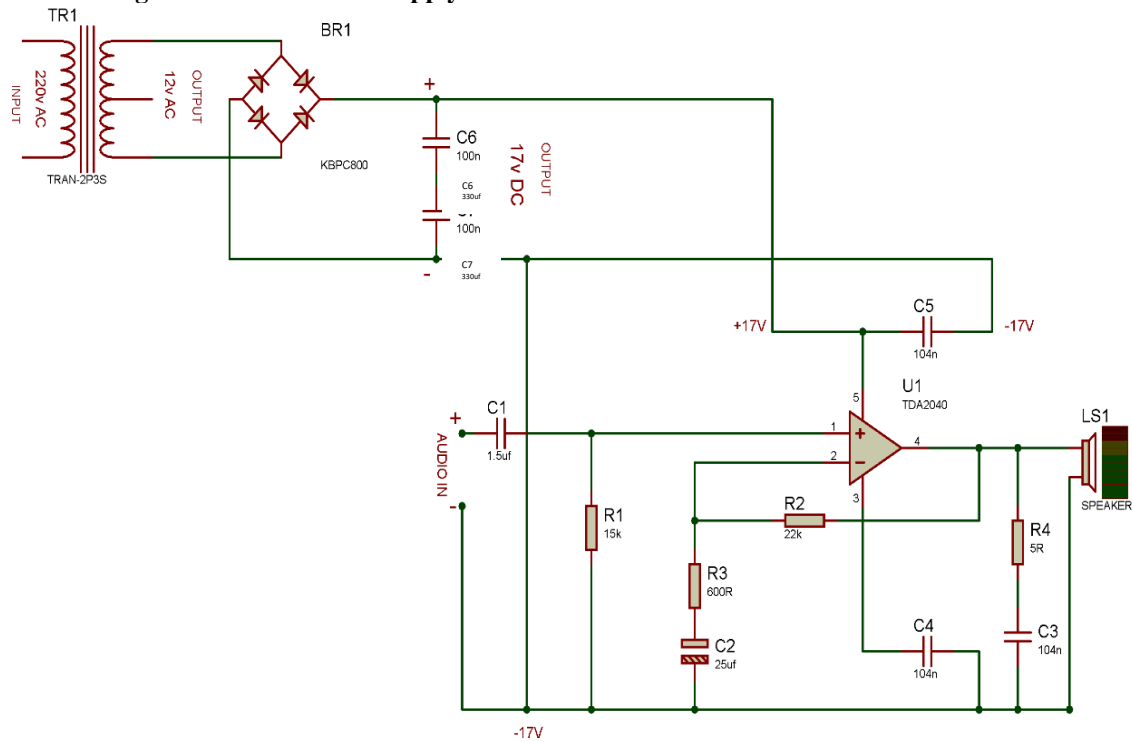 TR1
BR1
INPUT
220v AC
12v AC
OUTPUT
TRAN-2P3S
KBPC800
+
C6
100n
C6
330uf
100n
-
C7
330uf
17v DC
OUTPUT
+17V
C5
104n
-17V
U1
TDA2040
5
1
2
3
4
+
AUDIO IN
-
C1
1.5uf
R1
15k
R2
22k
R3
600R
C2
25uf
C4
104n
R4
5R
C3
104n
LS1
SPEAKER
-17V